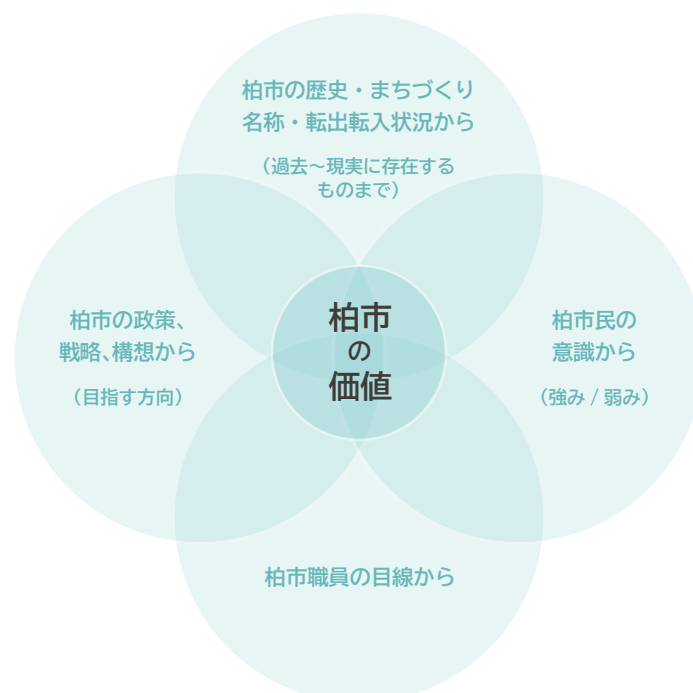 柏市の歴史・まちづくり
名称・転出転入状況から
（過去～現実に存在する
ものまで）
柏市の政策、
戦略、構想から
（目指す方向）
柏市
の
価値
柏市民の
意識から
（強み / 弱み）
柏市職員の目線から